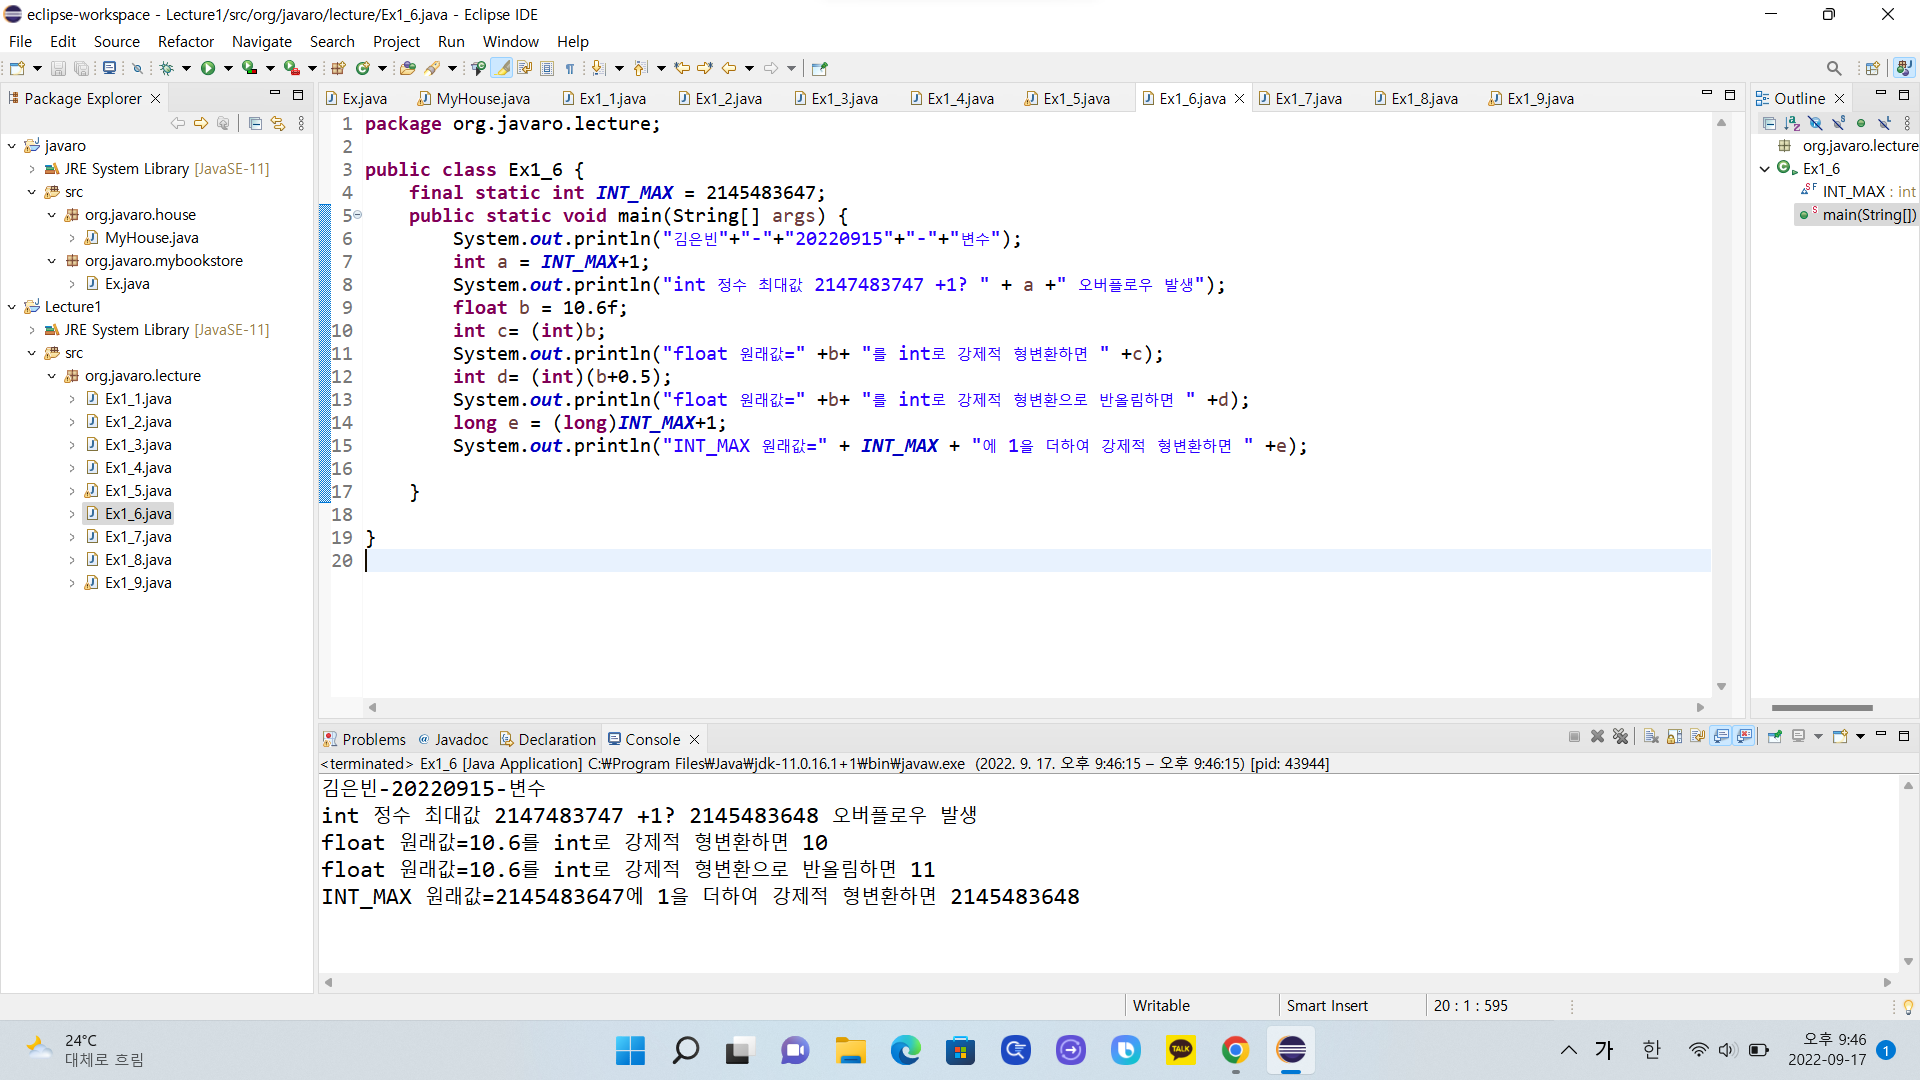 eclipse-workspace - Lecture1/src/org/javaro/lecture/Ex1_6.java - Eclipse IDE
File Edit Source Refactor Navigate Search Project Run Window Help
Package Explorer
Ex.java MyHouse.java Ex1_1.java Ex1_2.java Ex1_3.java Ex1_4.java Ex1_5.java Ex1_6.java Ex1_7.java Ex1_8.java Ex1_9.java
Outline
javaro
JRE System Library [JavaSE-11]
src
org.javaro.house
MyHouse.java
org.javaro.mybookstore
Ex.java
Lecture1
JRE System Library [JavaSE-11]
src
org.javaro.lecture
Ex1_1.java
Ex1_2.java
Ex1_3.java
Ex1_4.java
Ex1_5.java
Ex1_6.java
Ex1_7.java
Ex1_8.java
Ex1_9.java
1 package org.javaro.lecture;
2
3 public class Ex1_6 {
4 final static int INT_MAX = 2145483647;
5 public static void main(String[] args) {
6 System.out.println("김은빈"+"-"+"20220915"+"-"+"변수");
7 int a = INT_MAX+1;
8 System.out.println("int 정수 최대값 2147483747 +1? " + a +" 오버플로우 발생");
9 float b = 10.6f;
10 int c= (int)b;
11 System.out.println("float 원래값=" +b+ "를 int로 강제적 형변환하면 " +c);
12 int d= (int)(b+0.5);
13 System.out.println("float 원래값=" +b+ "를 int로 강제적 형변환으로 반올림하면 " +d);
14 long e = (long)INT_MAX+1;
15 System.out.println("INT_MAX 원래값=" + INT_MAX + "에 1을 더하여 강제적 형변환하면 " +e);
16
17 }
18
19 }
20
org.javaro.lecture
Ex1_6
INT_MAX : int
main(String[])
Problems Javadoc Declaration Console
<terminated> Ex1_6 [Java Application] C:₩Program Files₩Java₩jdk-11.0.16.1+1₩bin₩javaw.exe (2022. 9. 17. 오후 9:46:15 – 오후 9:46:15) [pid: 43944]
김은빈-20220915-변수
int 정수 최대값 2147483747 +1? 2145483648 오버플로우 발생
float 원래값=10.6를 int로 강제적 형변환하면 10
float 원래값=10.6를 int로 강제적 형변환으로 반올림하면 11
INT_MAX 원래값=2145483647에 1을 더하여 강제적 형변환하면 2145483648
Writable Smart Insert 20 : 1 : 595
24°C
대체로 흐림
TALK
가 한
오후 9:46
2022-09-17
1